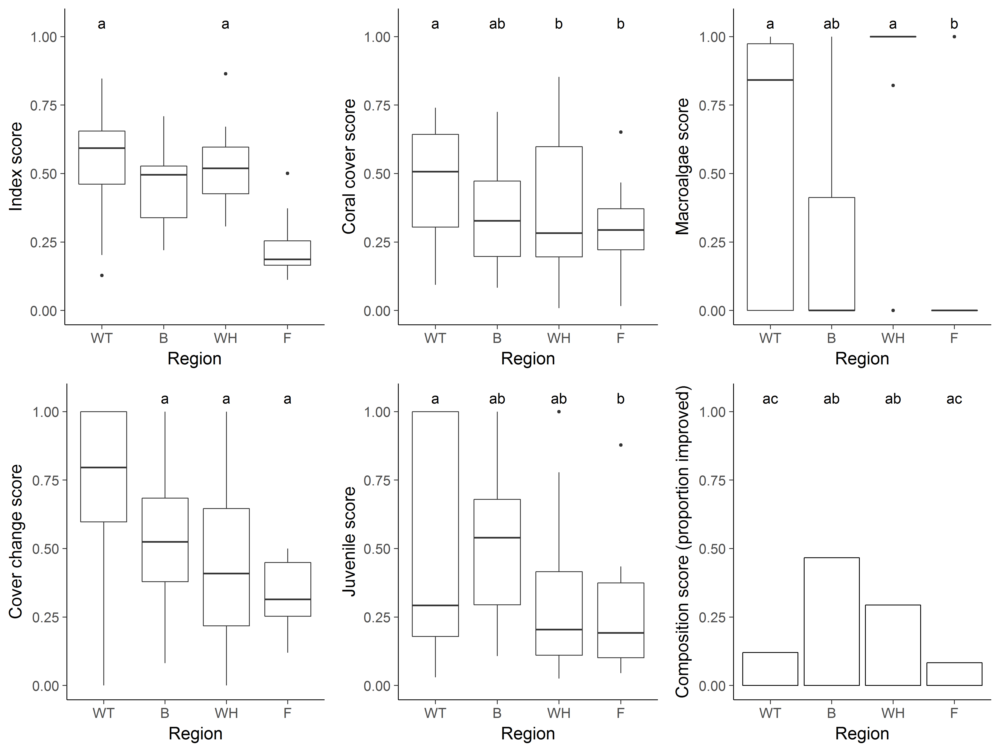 Index score
a a
1.00
0.75
0.50
0.25
0.00
WT B WH F
Region
Coral cover score
a ab b b
1.00
0.75
0.50
0.25
0.00
WT B WH F
Region
Macroalgae score
a ab a b
1.00
0.75
0.50
0.25
0.00
WT B WH F
Region
Cover change score
a a a
1.00
0.75
0.50
0.25
0.00
WT B WH F
Region
Juvenile score
a ab ab b
1.00
0.75
0.50
0.25
0.00
WT B WH F
Region
Composition score (proportion improved)
ac ab ab ac
1.00
0.75
0.50
0.25
0.00
WT B WH F
Region